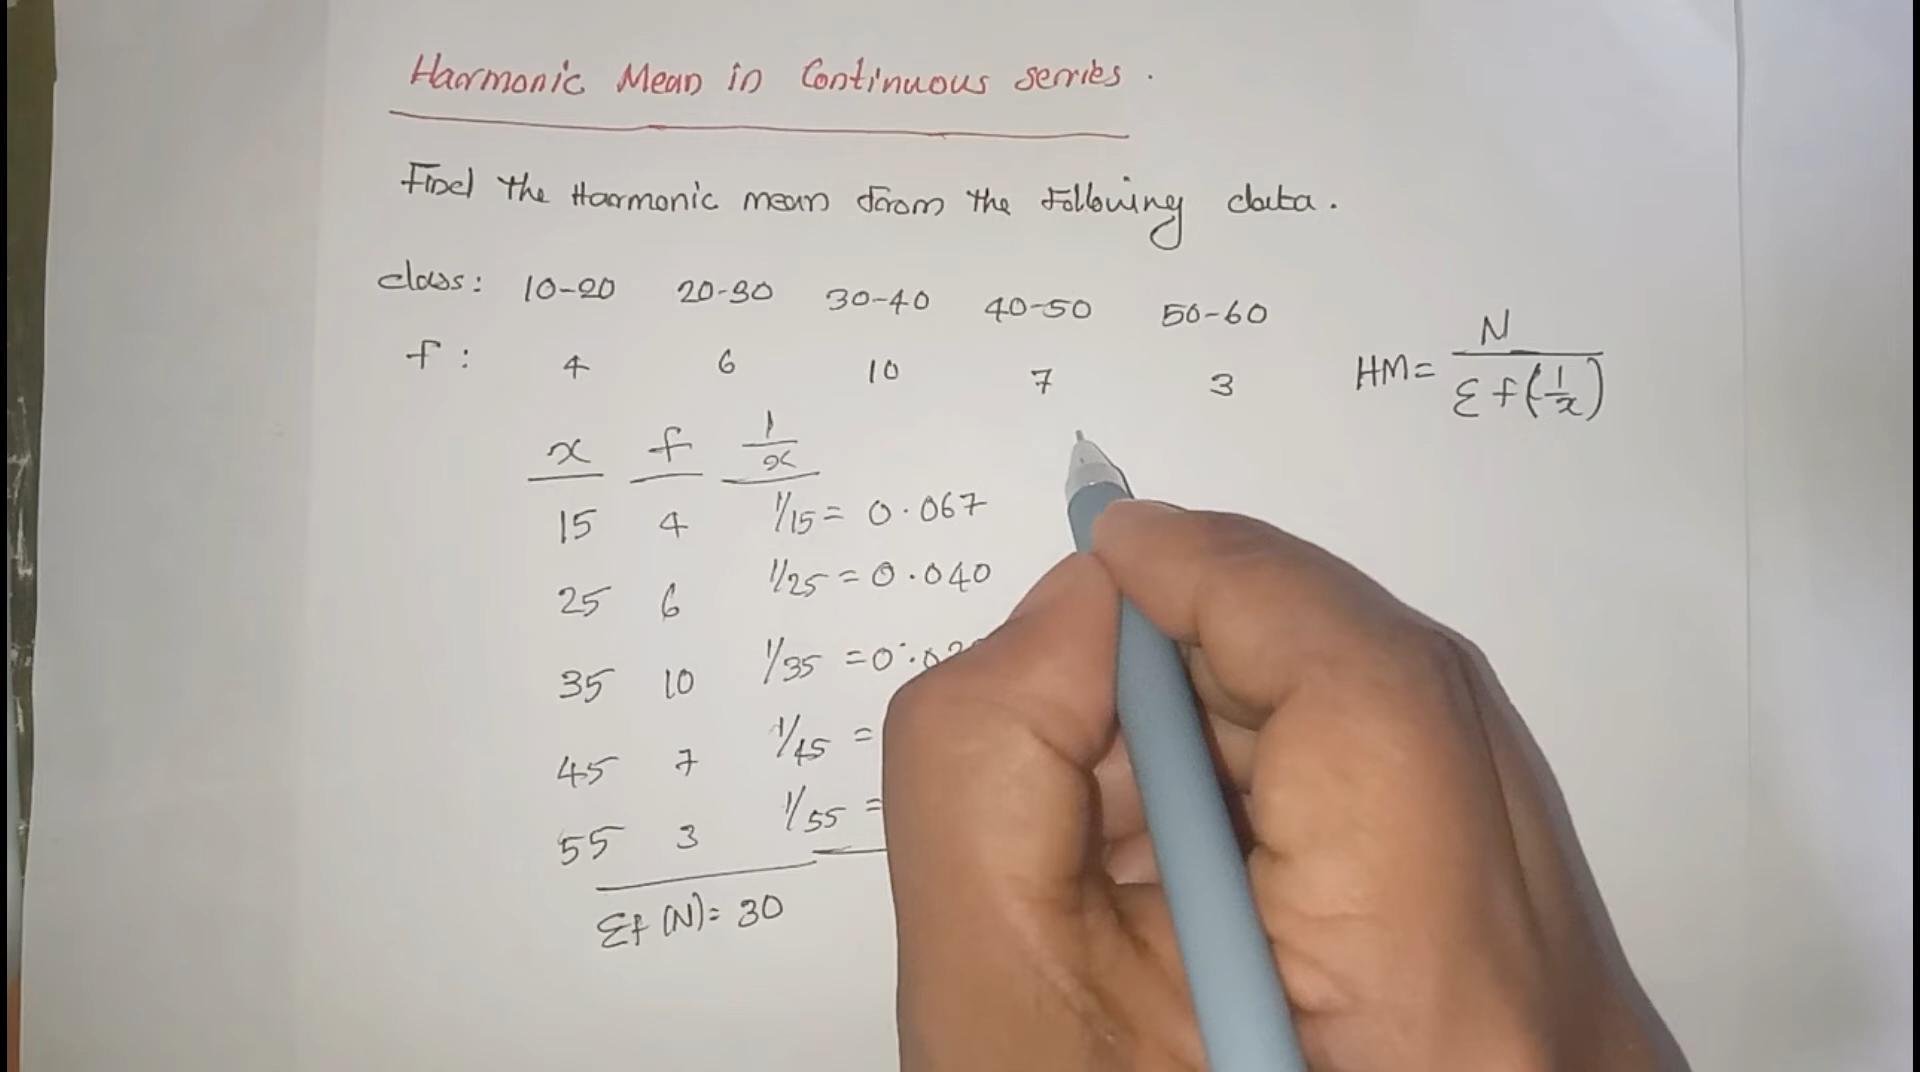 Harmonic Mean in Continuous series.
Find the Harmonic mean from the following data.
class: 10-20 20-30 30-40 40-50 50-60
f: 4 6 10 7 3
HM = N / Σf(1/x)
x f 1/x
15 4 1/15 = 0.067
25 6 1/25 = 0.040
35 10 1/35 = 0.02
45 7 1/45 =
55 3 1/55 =
Σf (N) = 30